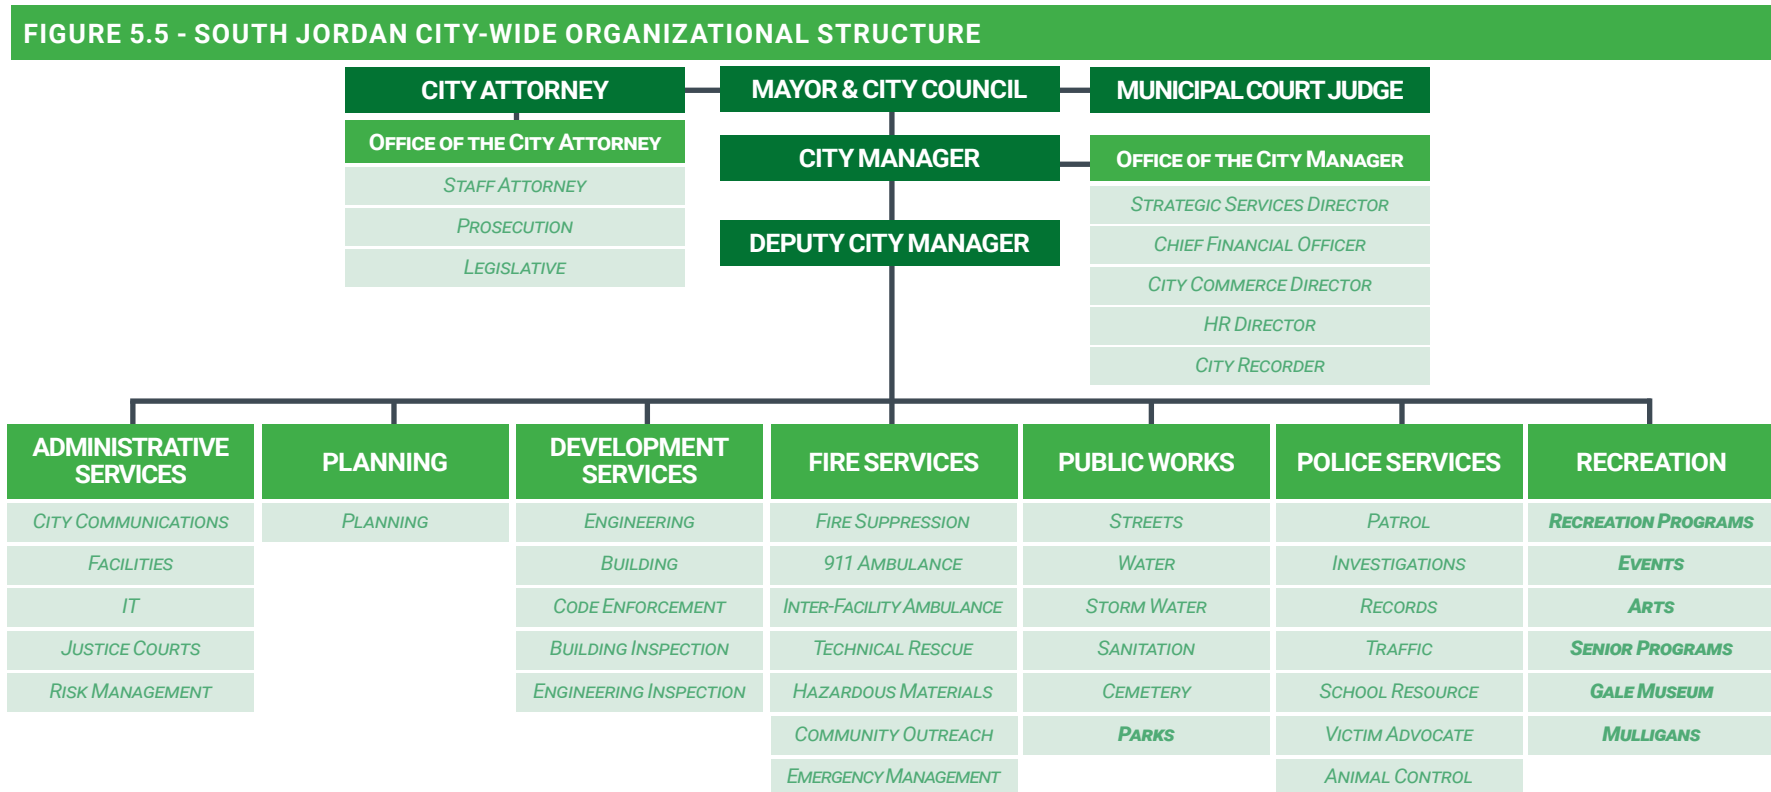 FIGURE 5.5 - SOUTH JORDAN CITY-WIDE ORGANIZATIONAL STRUCTURE
CITY ATTORNEY
MAYOR & CITY COUNCIL
MUNICIPAL COURT JUDGE
OFFICE OF THE CITY ATTORNEY
STAFF ATTORNEY
PROSECUTION
LEGISLATIVE
CITY MANAGER
DEPUTY CITY MANAGER
OFFICE OF THE CITY MANAGER
STRATEGIC SERVICES DIRECTOR
CHIEF FINANCIAL OFFICER
CITY COMMERCE DIRECTOR
HR DIRECTOR
CITY RECORDER
ADMINISTRATIVE
SERVICES
CITY COMMUNICATIONS
FACILITIES
IT
JUSTICE COURTS
RISK MANAGEMENT
PLANNING
PLANNING
DEVELOPMENT
SERVICES
ENGINEERING
BUILDING
CODE ENFORCEMENT
BUILDING INSPECTION
ENGINEERING INSPECTION
FIRE SERVICES
FIRE SUPPRESSION
911 AMBULANCE
INTER-FACILITY AMBULANCE
TECHNICAL RESCUE
HAZARDOUS MATERIALS
COMMUNITY OUTREACH
EMERGENCY MANAGEMENT
PUBLIC WORKS
STREETS
WATER
STORM WATER
SANITATION
CEMETERY
PARKS
POLICE SERVICES
PATROL
INVESTIGATIONS
RECORDS
TRAFFIC
SCHOOL RESOURCE
VICTIM ADVOCATE
ANIMAL CONTROL
RECREATION
RECREATION PROGRAMS
EVENTS
ARTS
SENIOR PROGRAMS
GALE MUSEUM
MULLIGANS